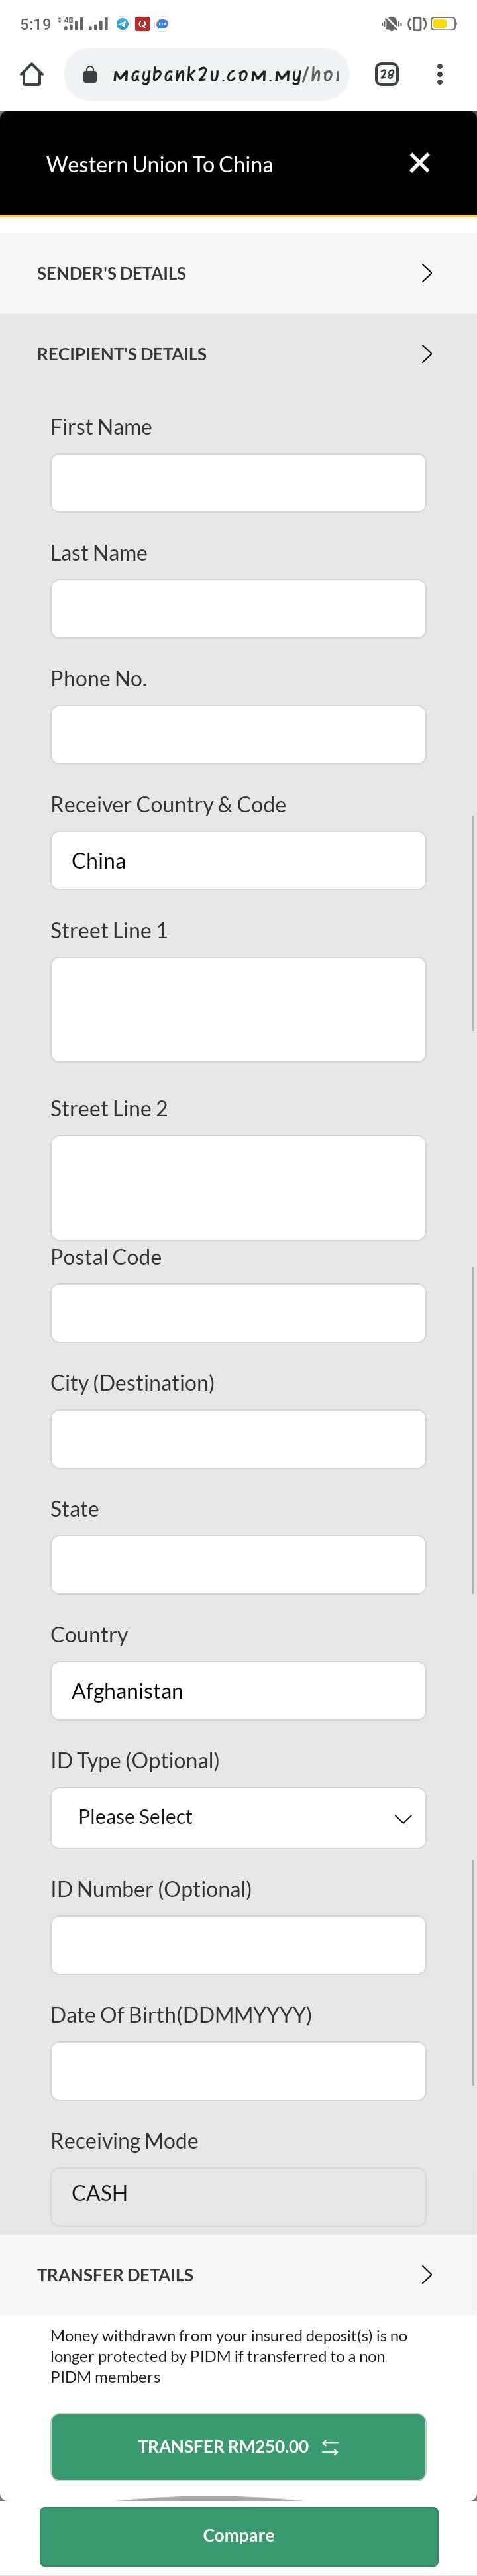 5:19
4G
Q
maybank2u.com.my/hor
28
Western Union To China
SENDER'S DETAILS
RECIPIENT'S DETAILS
First Name
Last Name
Phone No.
Receiver Country & Code
China
Street Line 1
Street Line 2
Postal Code
City (Destination)
State
Country
Afghanistan
ID Type (Optional)
Please Select
ID Number (Optional)
Date Of Birth(DDMMYYYY)
Receiving Mode
CASH
TRANSFER DETAILS
Money withdrawn from your insured deposit(s) is no
longer protected by PIDM if transferred to a non
PIDM members
TRANSFER RM250.00
Compare